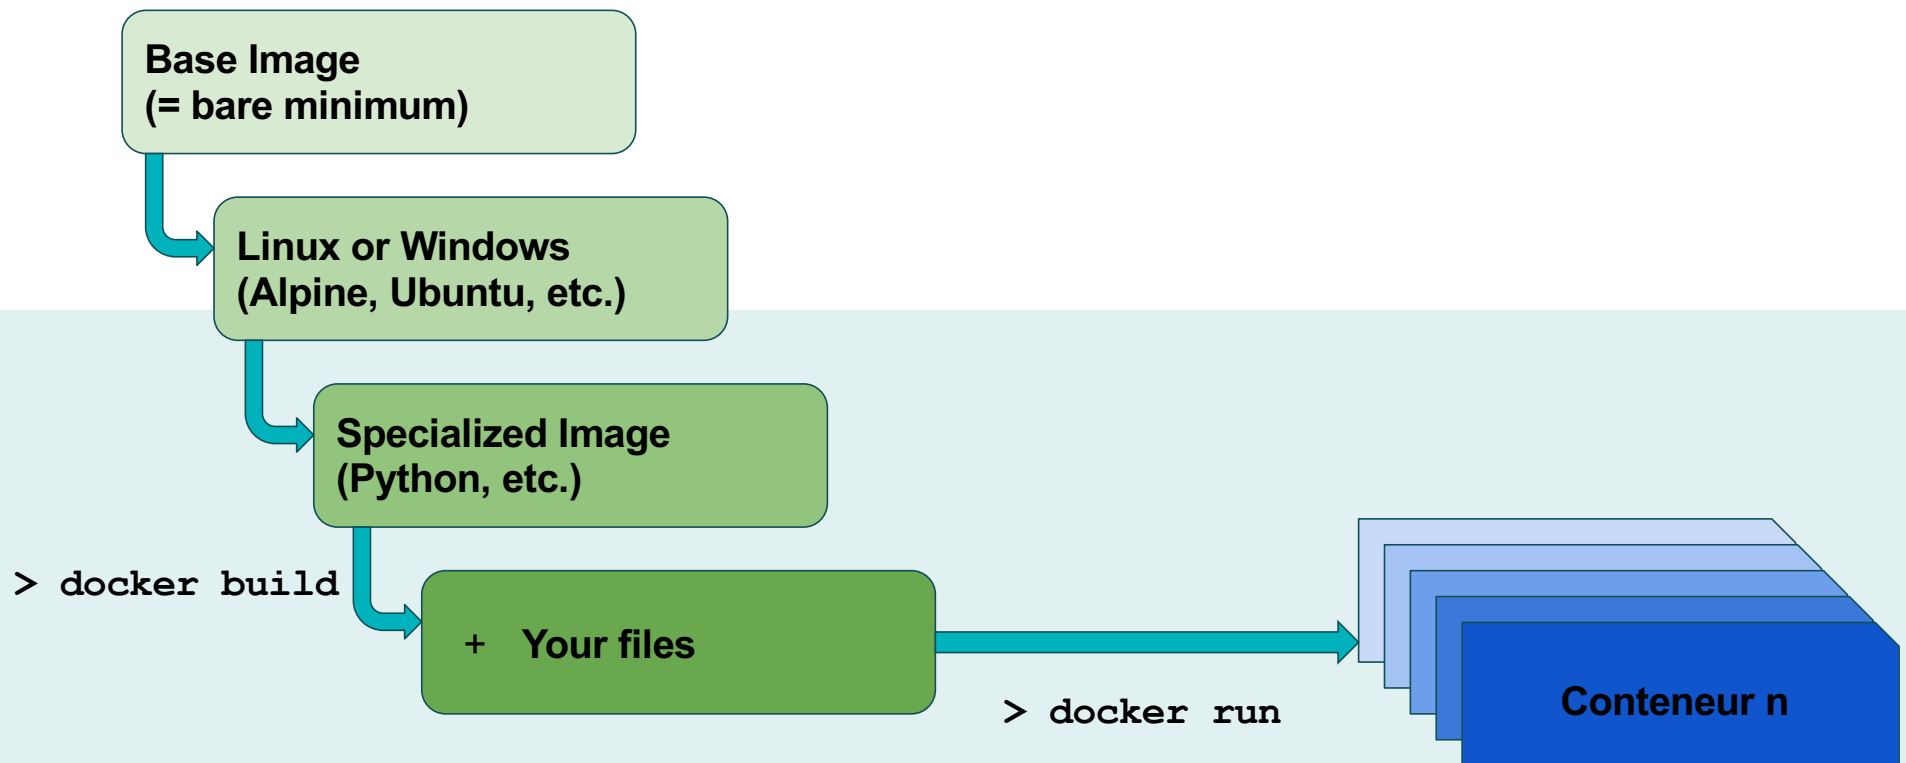 Base Image
(= bare minimum)
Linux or Windows
(Alpine, Ubuntu, etc.)
Specialized Image
(Python, etc.)
> docker build
+ Your files
> docker run
Conteneur n